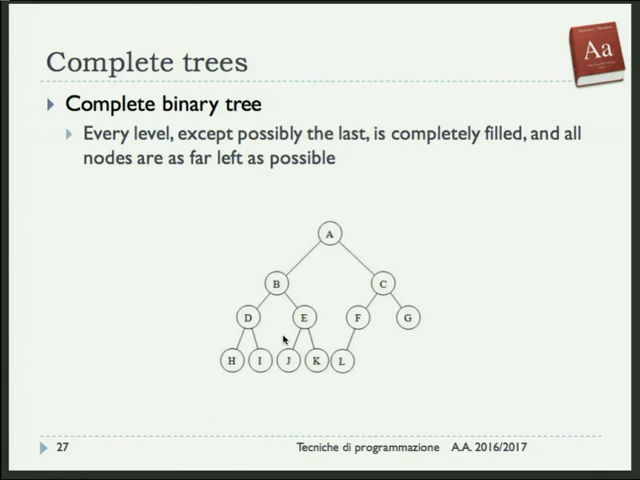 Complete trees
Aa
Complete binary tree
Every level, except possibly the last, is completely filled, and all
nodes are as far left as possible
A
B C
D E F G
H I J K L
27 Tecniche di programmazione A.A. 2016/2017